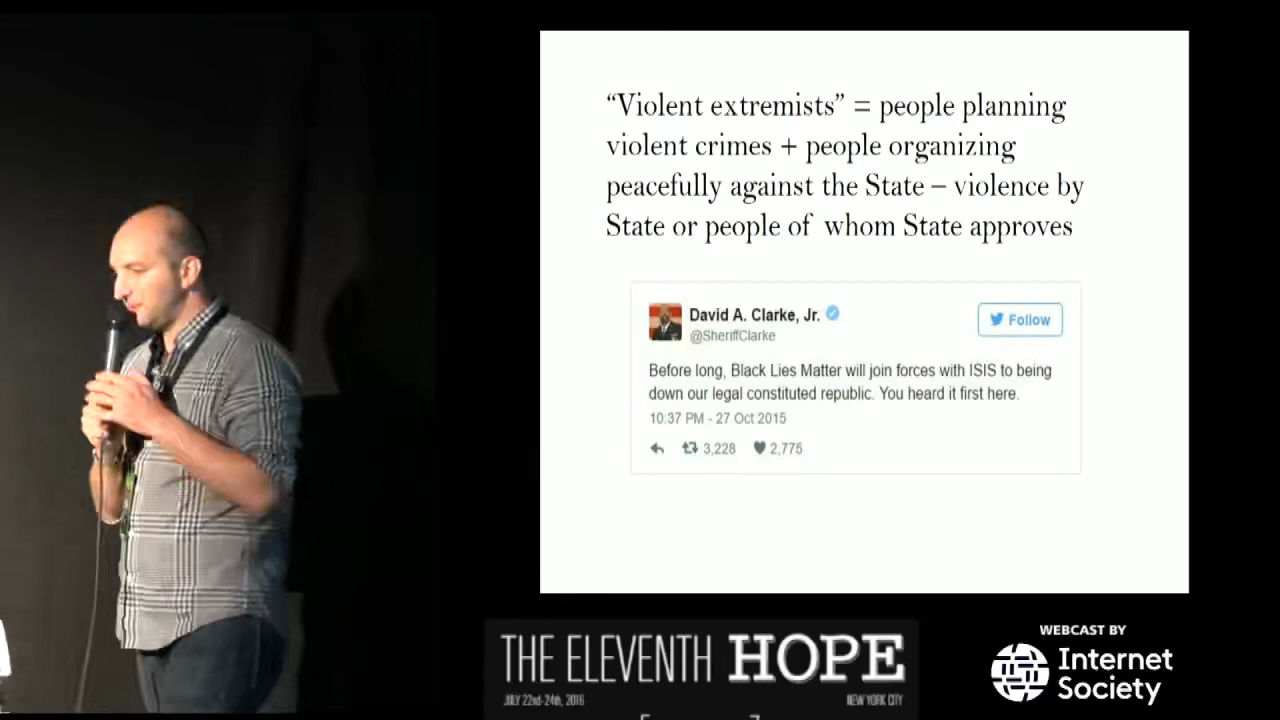 “Violent extremists” = people planning
violent crimes + people organizing
peacefully against the State – violence by
State or people of whom State approves
David A. Clarke, Jr.
@SheriffClarke
Follow
Before long, Black Lies Matter will join forces with ISIS to being
down our legal constituted republic. You heard it first here.
10:37 PM - 27 Oct 2015
3,228 2,775
THE ELEVENTH HOPE
JULY 22nd-24th, 2016 NEW YORK CITY
WEBCAST BY
Internet
Society